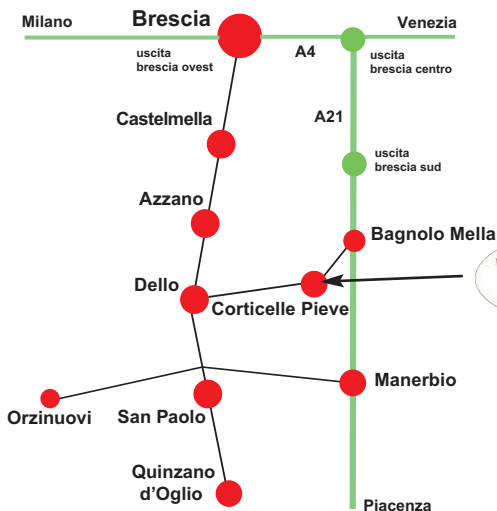 Brescia
Milano
Venezia
uscita
brescia ovest
A4
uscita
brescia centro
Castelmella
A21
uscita
brescia sud
Azzano
Bagnolo Mella
Dello
Corticelle Pieve
Manerbio
Orzinuovi
San Paolo
Quinzano
d'Oglio
Piacenza